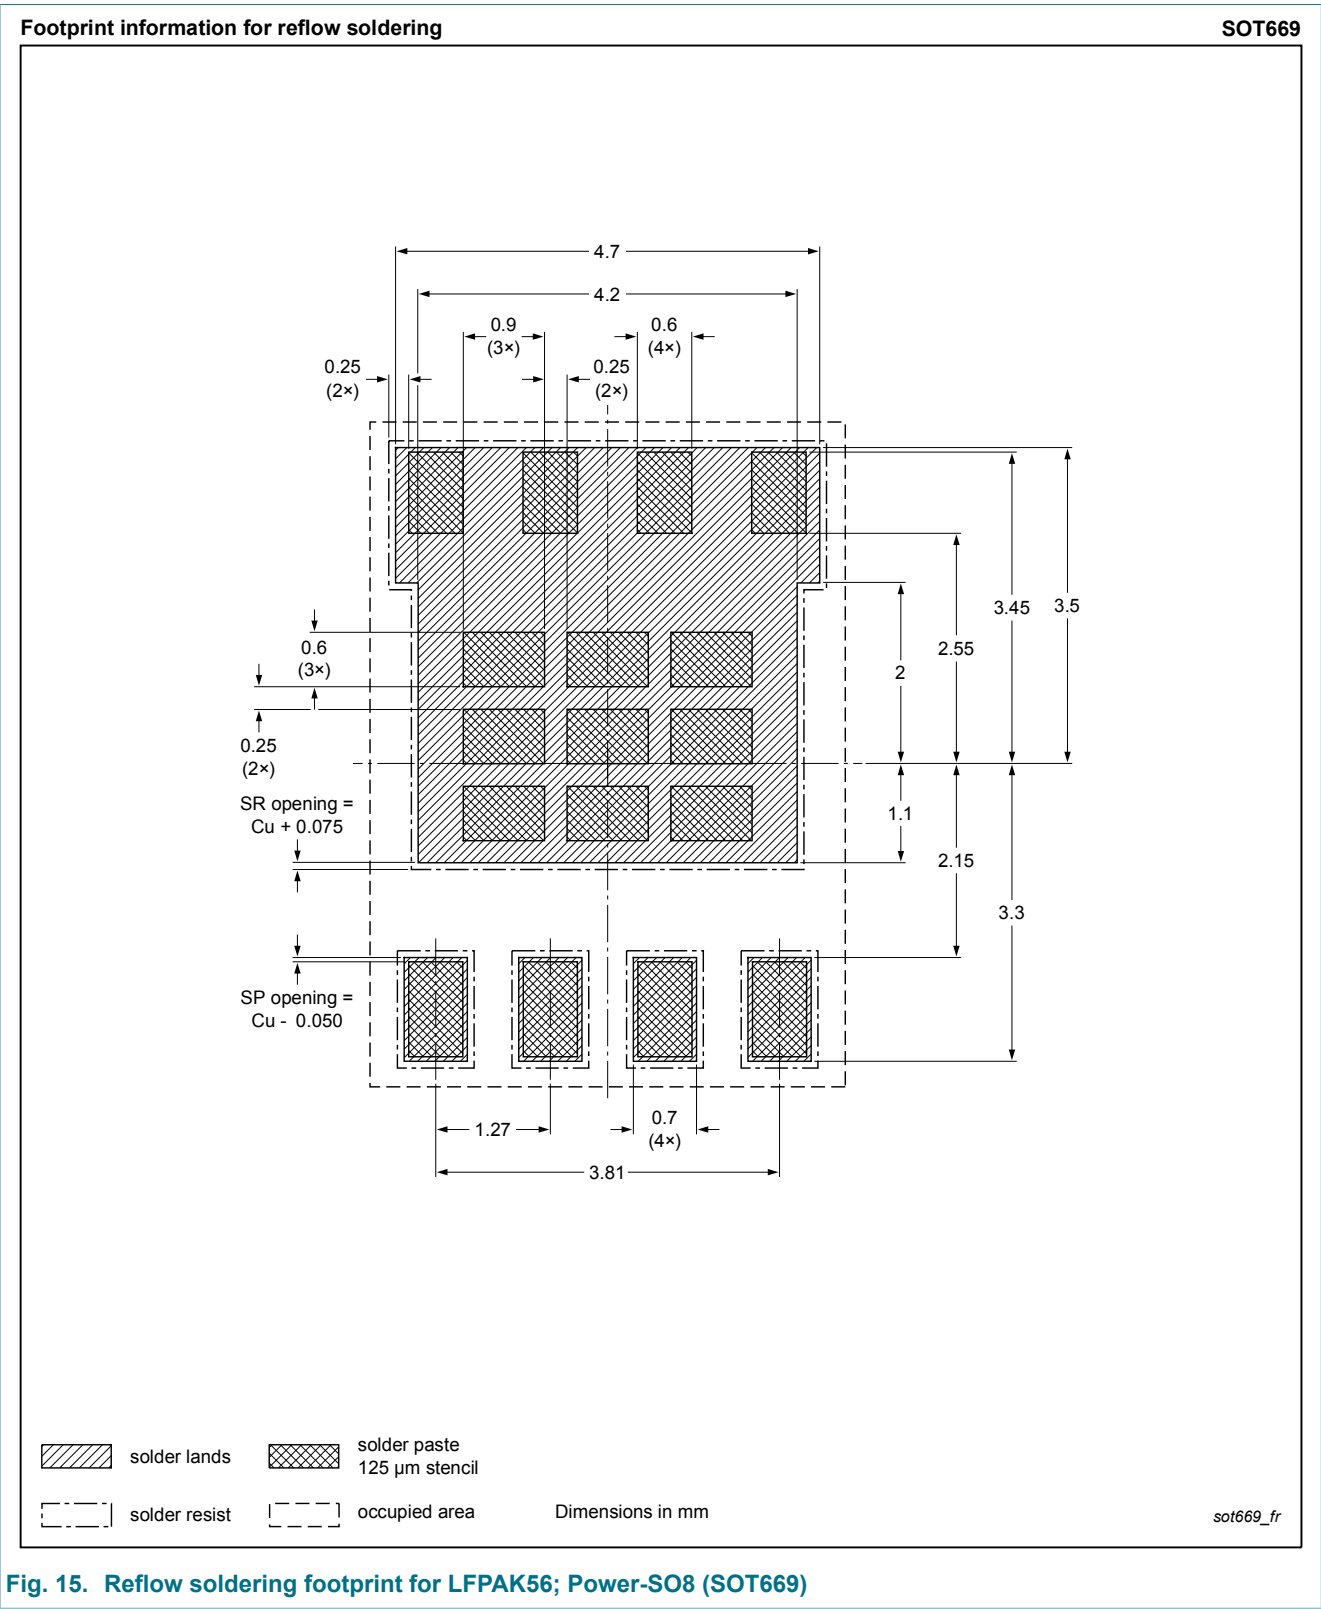 Footprint information for reflow soldering SOT669
4.7
4.2
0.9
(3×)
0.6
(4×)
0.25
(2×)
0.25
(2×)
3.45
3.5
2.55
2
0.6
(3×)
0.25
(2×)
SR opening =
Cu + 0.075
1.1
2.15
3.3
SP opening =
Cu - 0.050
1.27
0.7
(4×)
3.81
solder lands
solder paste
125 µm stencil
solder resist
occupied area
Dimensions in mm
sot669_fr
Fig. 15. Reflow soldering footprint for LFPAK56; Power-SO8 (SOT669)